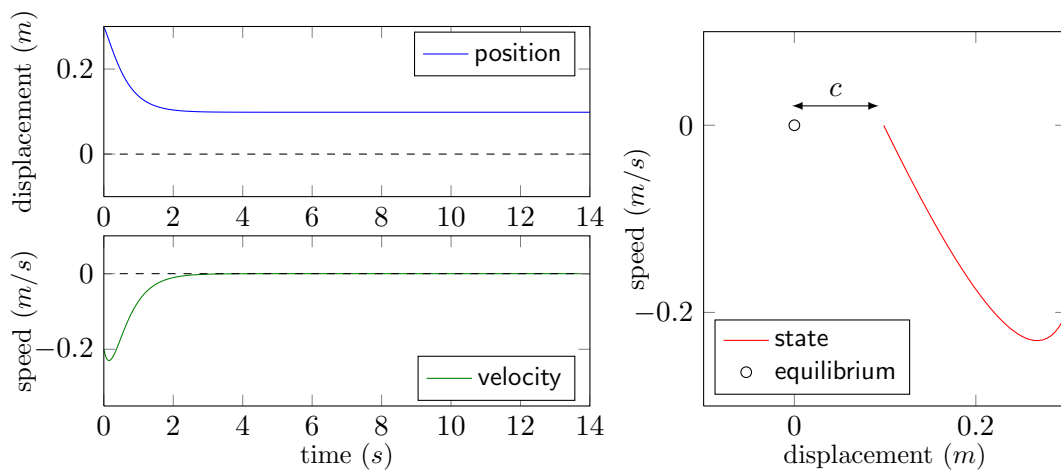 displacement (m)
0.2
0
position
0 2 4 6 8 10 12 14
speed (m/s)
0
−0.2
velocity
0 2 4 6 8 10 12 14
time (s)
speed (m/s)
0
−0.2
c
state
equilibrium
0 0.2
displacement (m)